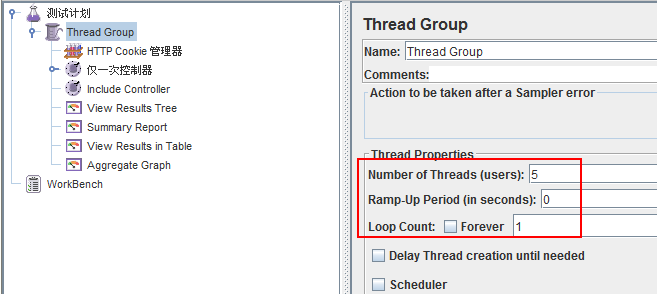 测试计划
Thread Group
HTTP Cookie 管理器
仅一次控制器
Include Controller
View Results Tree
Summary Report
View Results in Table
Aggregate Graph
WorkBench
Thread Group
Name: Thread Group
Comments:
Action to be taken after a Sampler error
Thread Properties
Number of Threads (users): 5
Ramp-Up Period (in seconds): 0
Loop Count: Forever 1
Delay Thread creation until needed
Scheduler